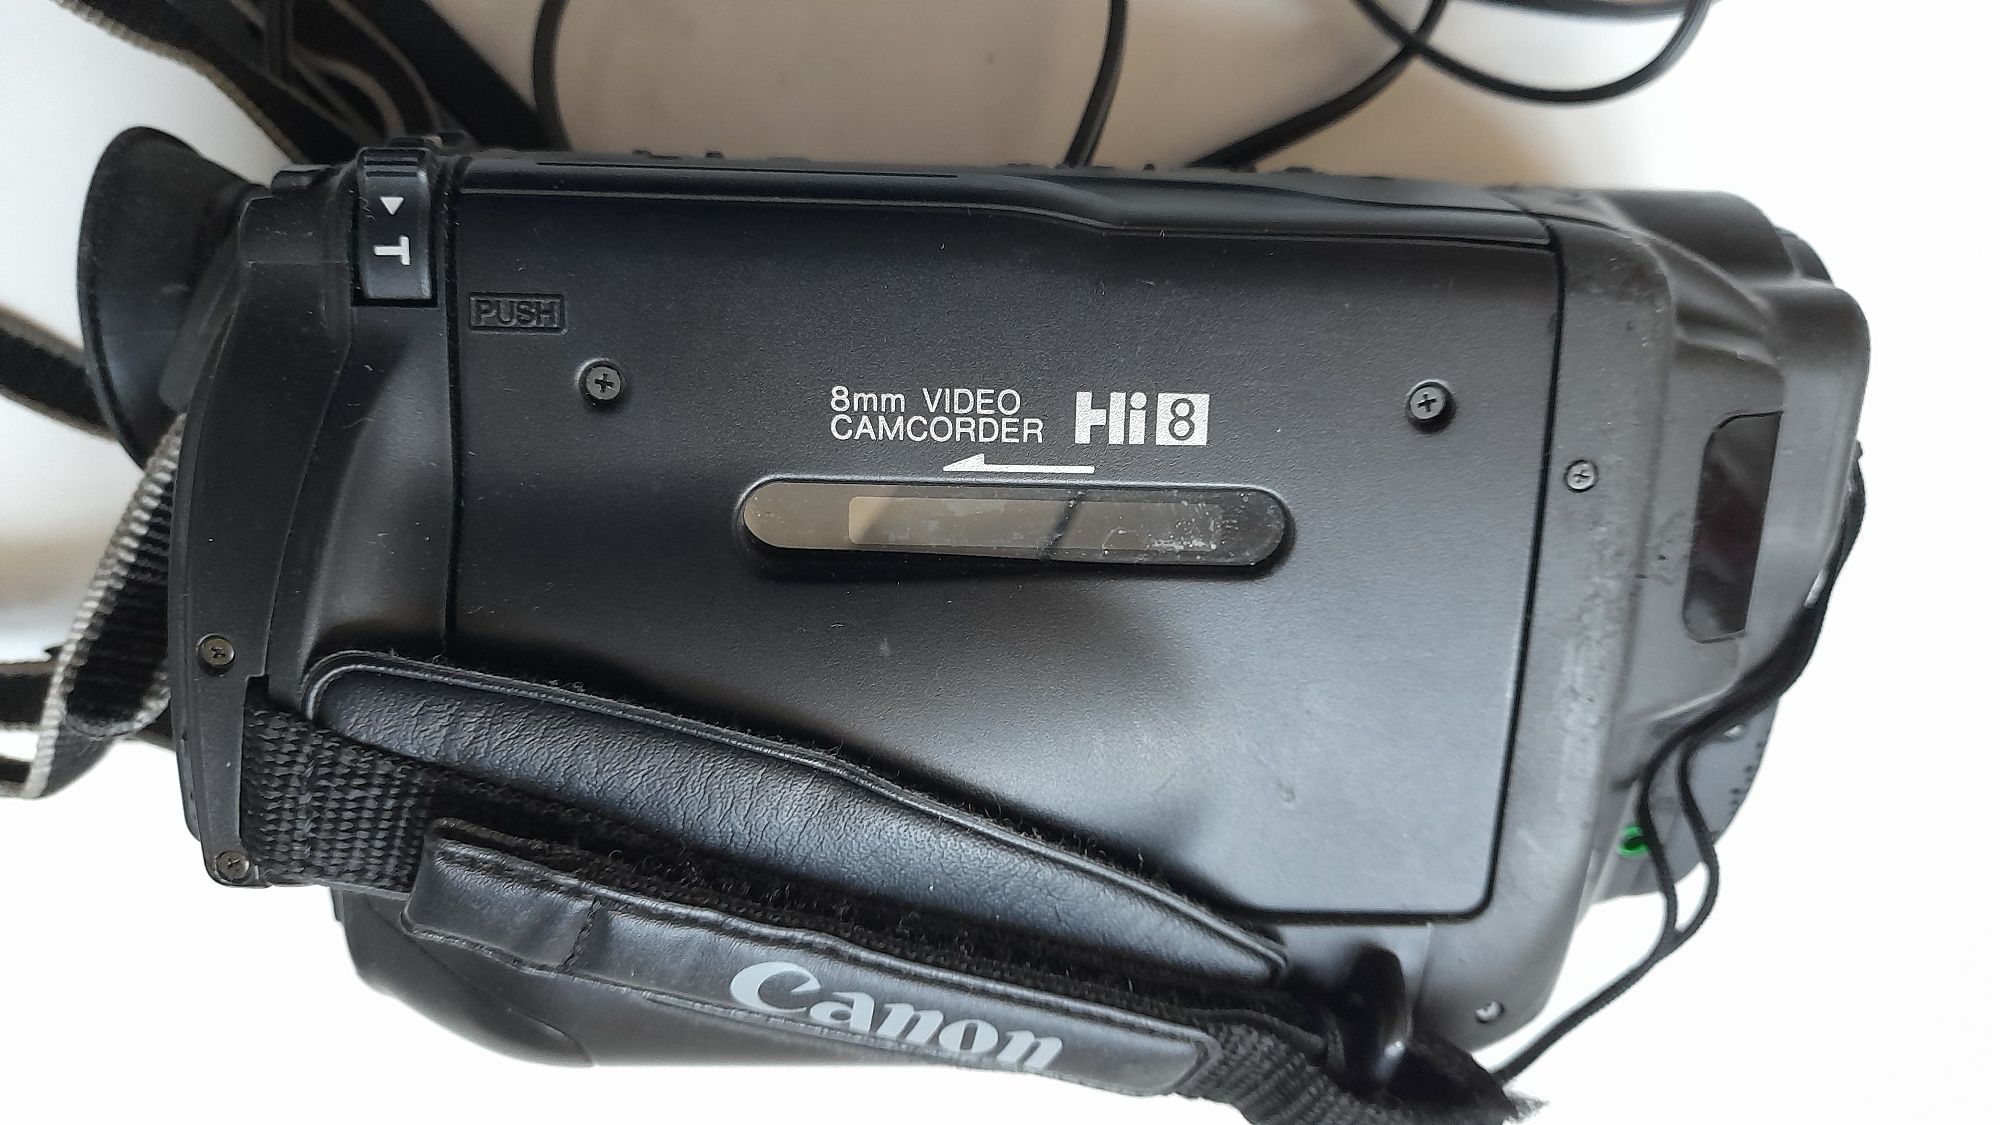 T
PUSH
8mm VIDEO
CAMCORDER
Hi8
Canon